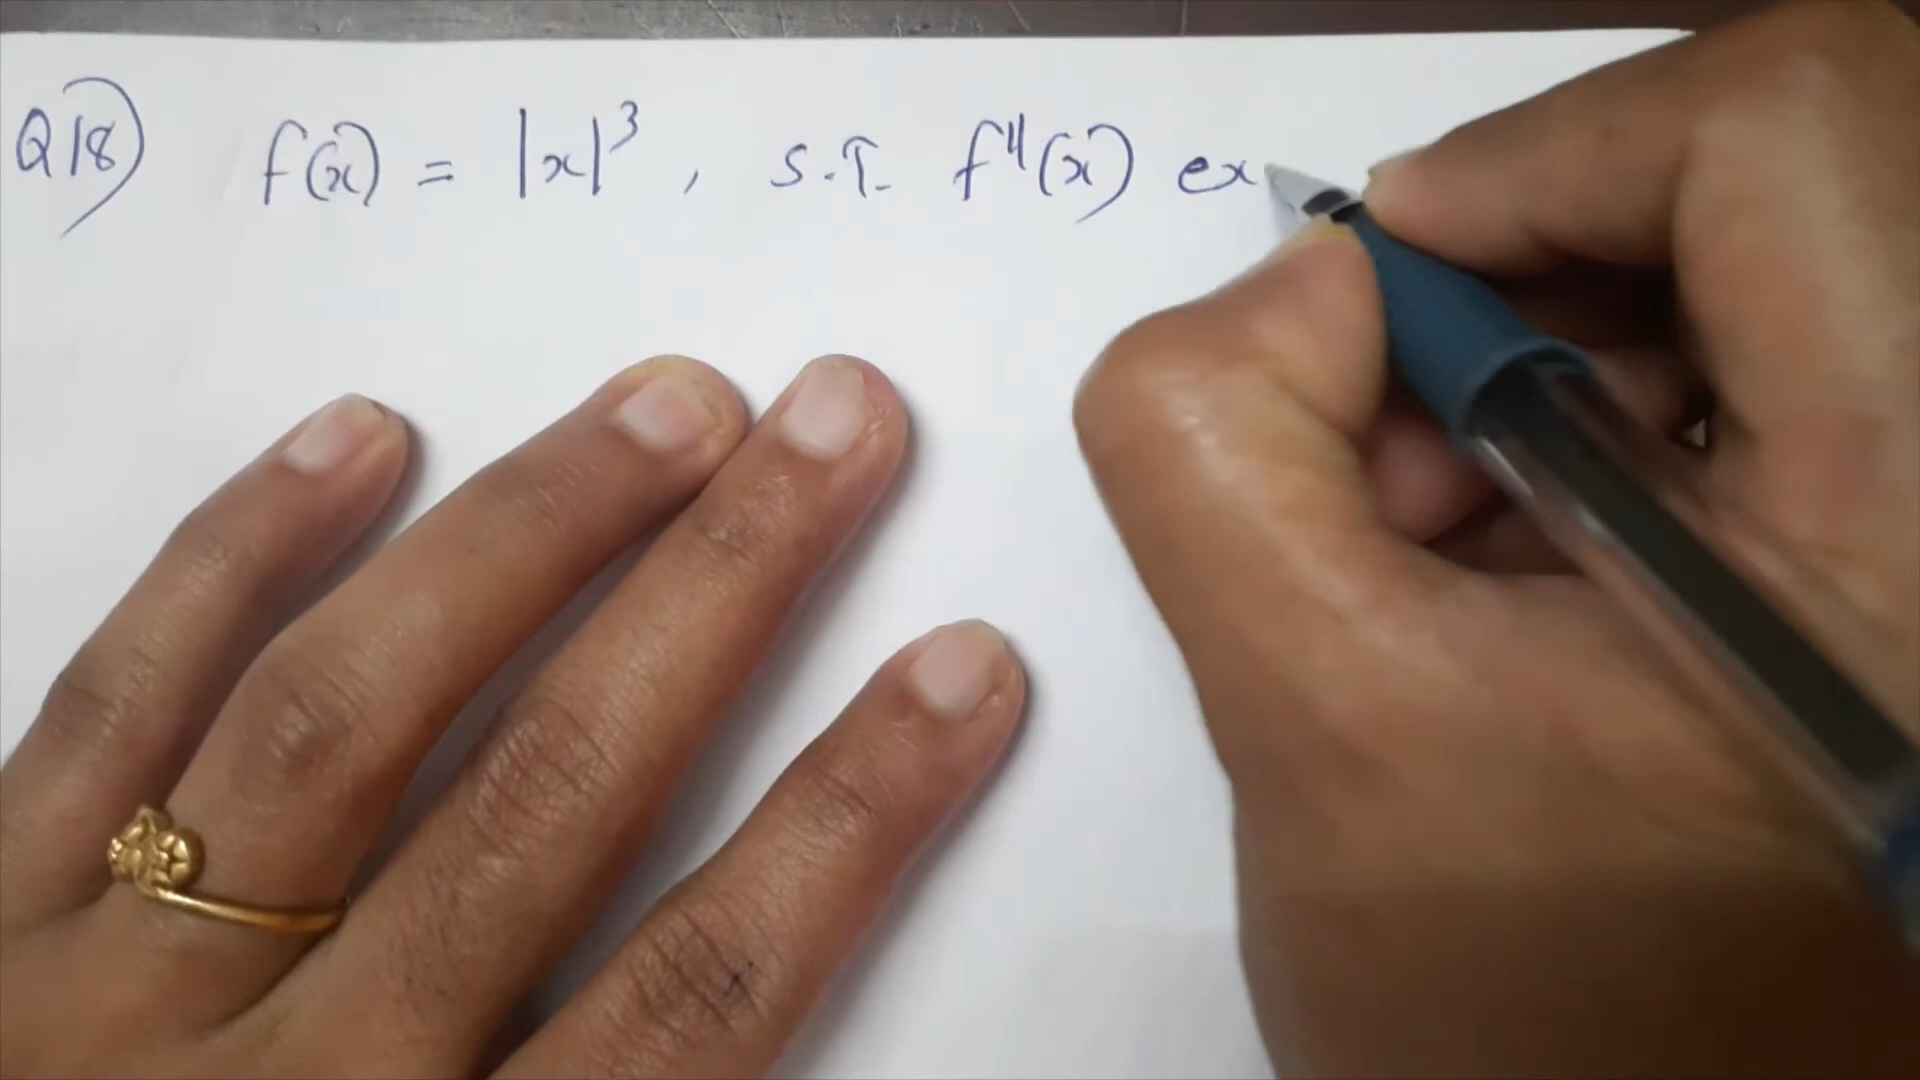 Q18) f(x) = |x|³, S.T. f"(x) ex